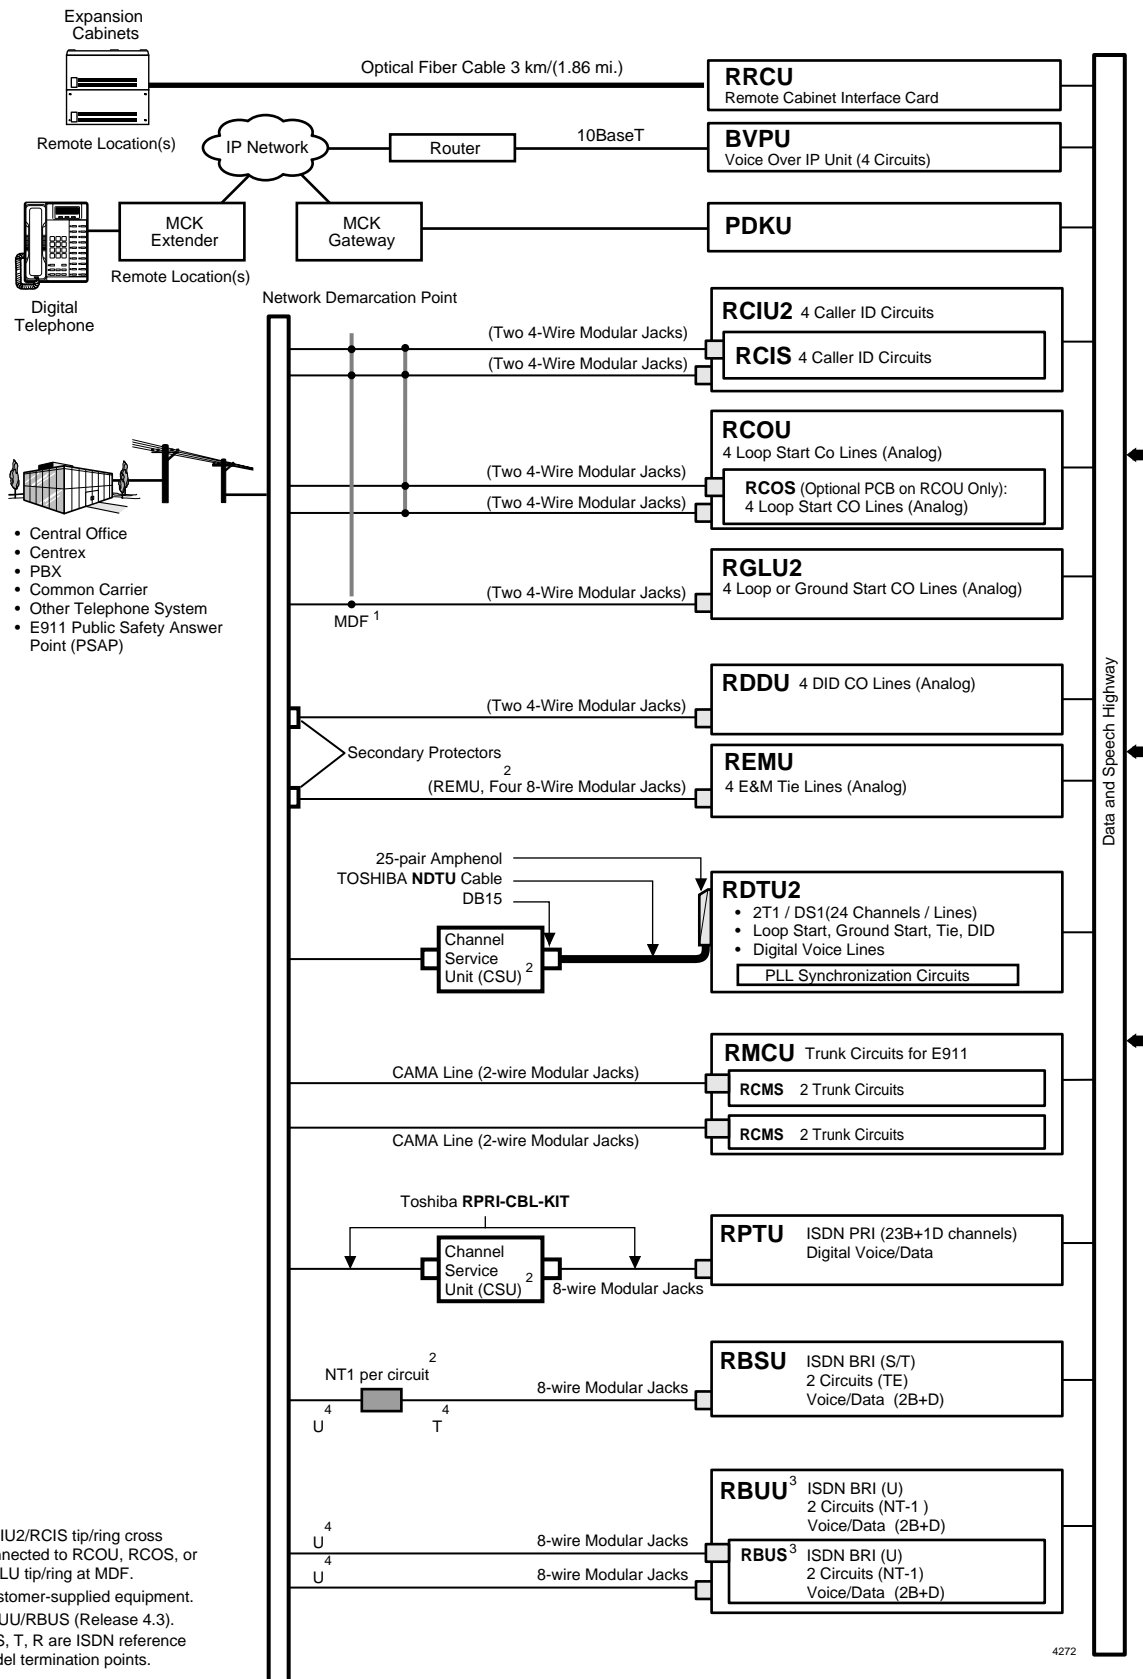 Expansion
Cabinets
Optical Fiber Cable 3 km/(1.86 mi.)
RRCU
Remote Cabinet Interface Card
Remote Location(s)
IP Network
Router
10BaseT
BVPU
Voice Over IP Unit (4 Circuits)
MCK
Extender
MCK
Gateway
PDKU
Remote Location(s)
Digital
Telephone
Network Demarcation Point
(Two 4-Wire Modular Jacks)
(Two 4-Wire Modular Jacks)
RCIU2 4 Caller ID Circuits
RCIS 4 Caller ID Circuits
RCOU
4 Loop Start Co Lines (Analog)
(Two 4-Wire Modular Jacks)
(Two 4-Wire Modular Jacks)
RCOS (Optional PCB on RCOU Only):
4 Loop Start CO Lines (Analog)
• Central Office
• Centrex
• PBX
• Common Carrier
• Other Telephone System
• E911 Public Safety Answer
Point (PSAP)
RGLU2
4 Loop or Ground Start CO Lines (Analog)
(Two 4-Wire Modular Jacks)
MDF 1
Data and Speech Highway
RDDU 4 DID CO Lines (Analog)
(Two 4-Wire Modular Jacks)
Secondary Protectors
2
(REMU, Four 8-Wire Modular Jacks)
REMU
4 E&M Tie Lines (Analog)
25-pair Amphenol
TOSHIBA NDTU Cable
DB15
Channel
Service
Unit (CSU) 2
RDTU2
• 2T1 / DS1(24 Channels / Lines)
• Loop Start, Ground Start, Tie, DID
• Digital Voice Lines
PLL Synchronization Circuits
RMCU Trunk Circuits for E911
CAMA Line (2-wire Modular Jacks)
RCMS 2 Trunk Circuits
CAMA Line (2-wire Modular Jacks)
RCMS 2 Trunk Circuits
Toshiba RPRI-CBL-KIT
Channel
Service
Unit (CSU) 2
8-wire Modular Jacks
RPTU ISDN PRI (23B+1D channels)
Digital Voice/Data
NT1 per circuit 2
U 4
T 4
8-wire Modular Jacks
RBSU ISDN BRI (S/T)
2 Circuits (TE)
Voice/Data (2B+D)
RBUU3 ISDN BRI (U)
2 Circuits (NT-1 )
Voice/Data (2B+D)
U 4
8-wire Modular Jacks
U 4
8-wire Modular Jacks
RBUS3 ISDN BRI (U)
2 Circuits (NT-1)
Voice/Data (2B+D)
IU2/RCIS tip/ring cross
nnected to RCOU, RCOS, or
LU tip/ring at MDF.
stomer-supplied equipment.
UU/RBUS (Release 4.3).
S, T, R are ISDN reference
del termination points.
4272